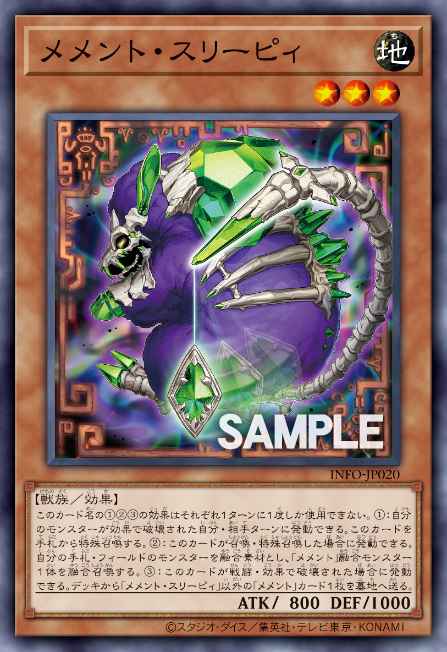 メメント・スリーピィ
地
SAMPLE
INFO-JP020
【獣族／効果】
このカード名の①②③の効果はそれぞれ1ターンに1度しか使用できない。①：自分
のモンスターが効果で破壊された自分・相手ターンに発動できる。このカードを
手札から特殊召喚する。②：このカードが召喚・特殊召喚した場合に発動できる。
自分の手札・フィールドのモンスターを融合素材とし、「メメント」融合モンスター
1体を融合召喚する。③：このカードが戦闘・効果で破壊された場合に発動
できる。デッキから「メメント・スリーピィ」以外の「メメント」カード1枚を墓地へ送る。
ATK/ 800 DEF/1000
©スタジオ・ダイス／集英社・テレビ東京・KONAMI